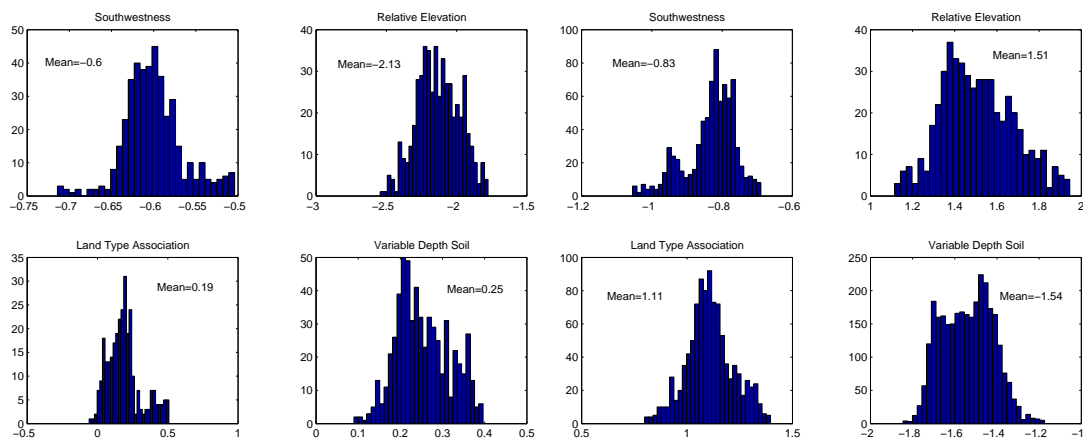 Southwestness Relative Elevation Southwestness Relative Elevation
50 40 100 40
Mean=−0.6 Mean=−2.13 Mean=−0.83 Mean=1.51
40 30 80 30
30 60
20 20
20 40
10 10
10 20
0 0 0 0
−0.75 −0.7 −0.65 −0.6 −0.55 −0.5 −3 −2.5 −2 −1.5 −1.2 −1 −0.8 −0.6 1 1.2 1.4 1.6 1.8 2
Land Type Association Variable Depth Soil Land Type Association Variable Depth Soil
35 50 100 250
30 Mean=0.19 40 Mean=0.25 80 Mean=1.11 200 Mean=−1.54
25
20 30 60 150
15 20 40 100
10
5 10 20 50
0 0 0 0
−0.5 0 0.5 1 0 0.1 0.2 0.3 0.4 0.5 0.5 1 1.5 −2 −1.8 −1.6 −1.4 −1.2 −1